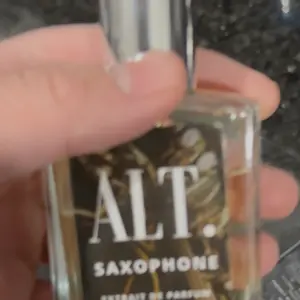 ALT.
SAXOPHONE
EXTRAIT DE PARFUM